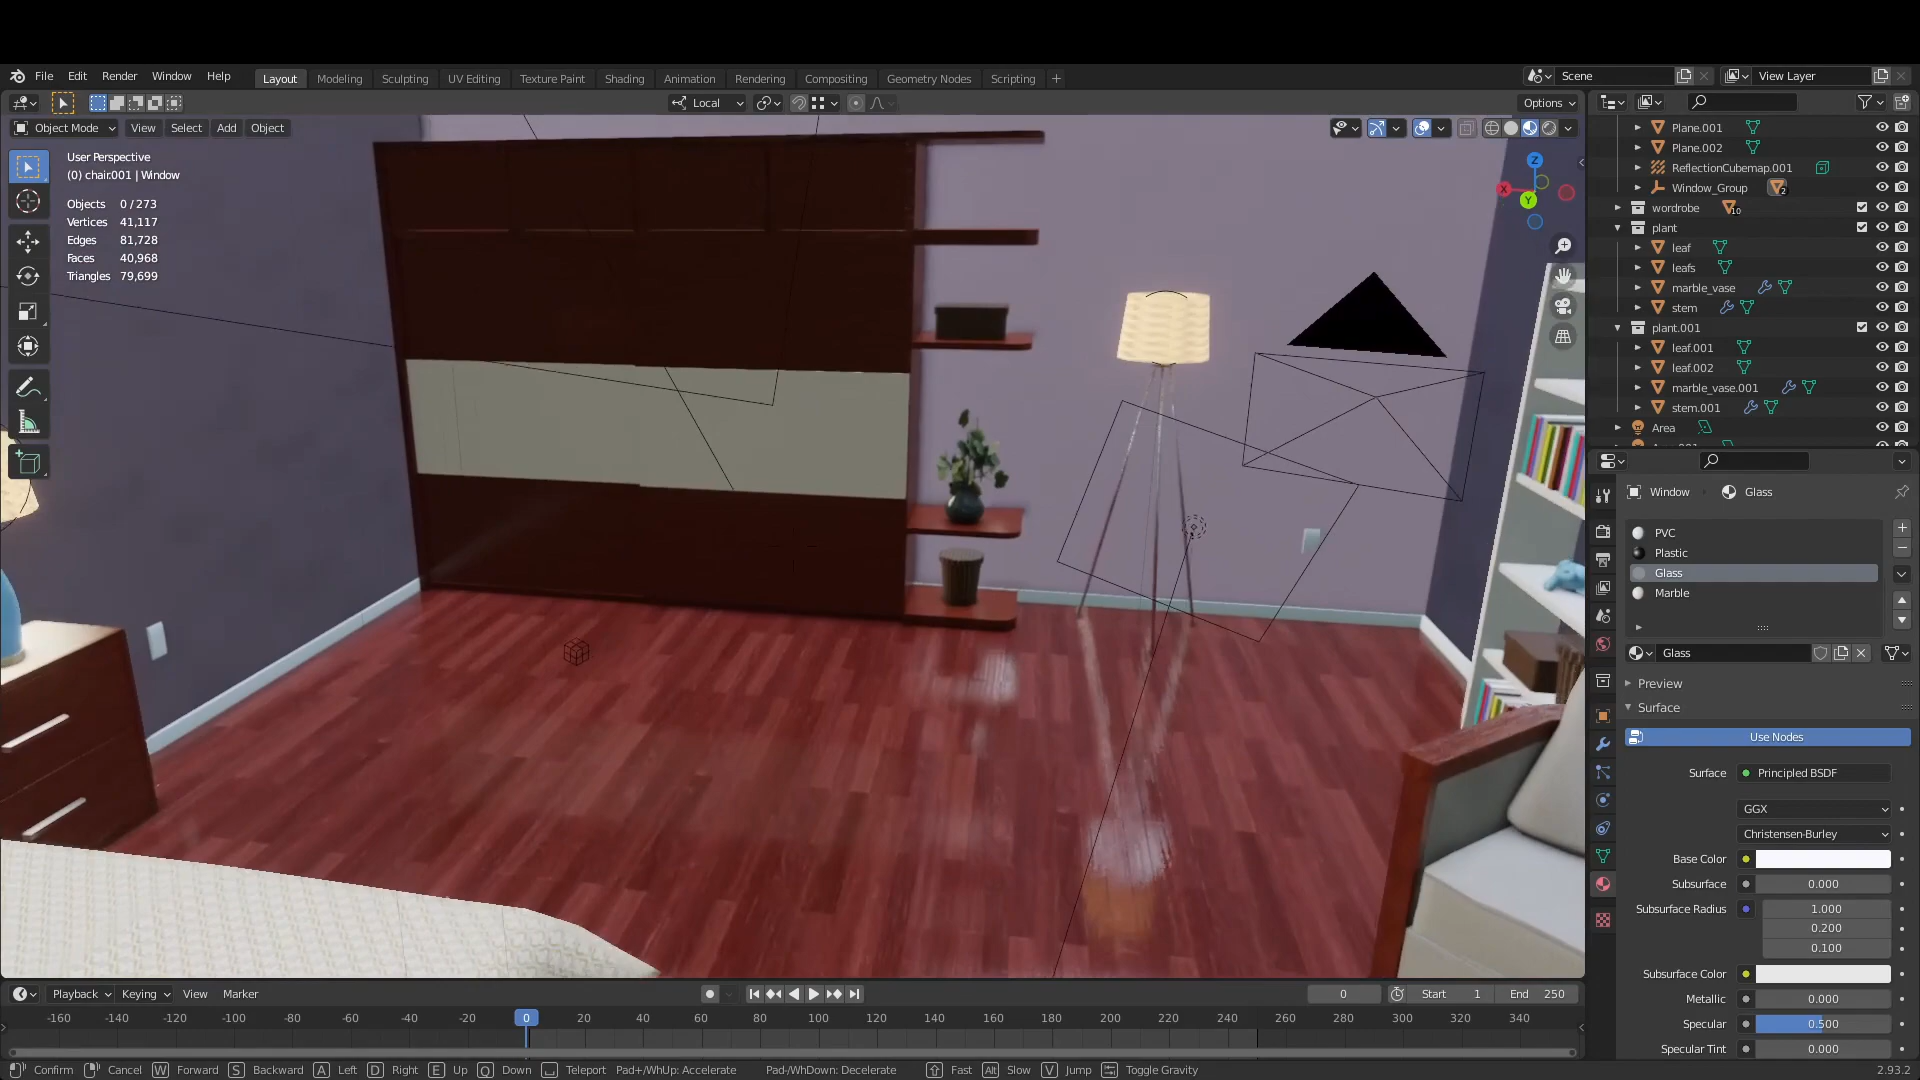 File Edit Render Window Help Layout Modeling Sculpting UV Editing Texture Paint Shading Animation Rendering Compositing Geometry Nodes Scripting + Scene View Layer
Local Options
Object Mode View Select Add Object
User Perspective
(0) chair.001 | Window
Objects 0 / 273
Vertices 41,117
Edges 81,728
Faces 40,968
Triangles 79,699
Z
X
Y
Plane.001
Plane.002
ReflectionCubemap.001
Window_Group 2
wordrobe 10
plant
leaf
leafs
marble_vase
stem
plant.001
leaf.001
leaf.002
marble_vase.001
stem.001
Area
Window Glass
PVC
Plastic
Glass
Marble
Glass
Preview
Surface
Use Nodes
Surface Principled BSDF
GGX
Christensen-Burley
Base Color
Subsurface 0.000
Subsurface Radius 1.000
0.200
0.100
Subsurface Color
Metallic 0.000
Specular 0.500
Specular Tint 0.000
Playback Keying View Marker 0 Start 1 End 250
-160 -140 -120 -100 -80 -60 -40 -20 0 20 40 60 80 100 120 140 160 180 200 220 240 260 280 300 320 340
Confirm Cancel W Forward S Backward A Left D Right E Up Q Down Teleport Pad+/WhUp: Accelerate Pad-/WhDown: Decelerate Fast Alt Slow V Jump Toggle Gravity 2.93.2